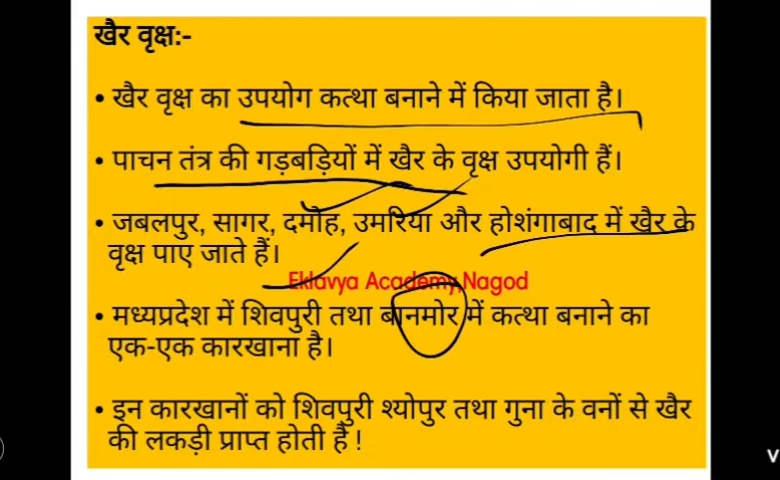 खैर वृक्ष:-
• खैर वृक्ष का उपयोग कत्था बनाने में किया जाता है।
• पाचन तंत्र की गड़बड़ियों में खैर के वृक्ष उपयोगी हैं।
• जबलपुर, सागर, दमोह, उमरिया और होशंगाबाद में खैर के
वृक्ष पाए जाते हैं।
Eklavya Academy,Nagod
• मध्यप्रदेश में शिवपुरी तथा बानमोर में कत्था बनाने का
एक-एक कारखाना है।
• इन कारखानों को शिवपुरी श्योपुर तथा गुना के वनों से खैर
की लकड़ी प्राप्त होती है !
V